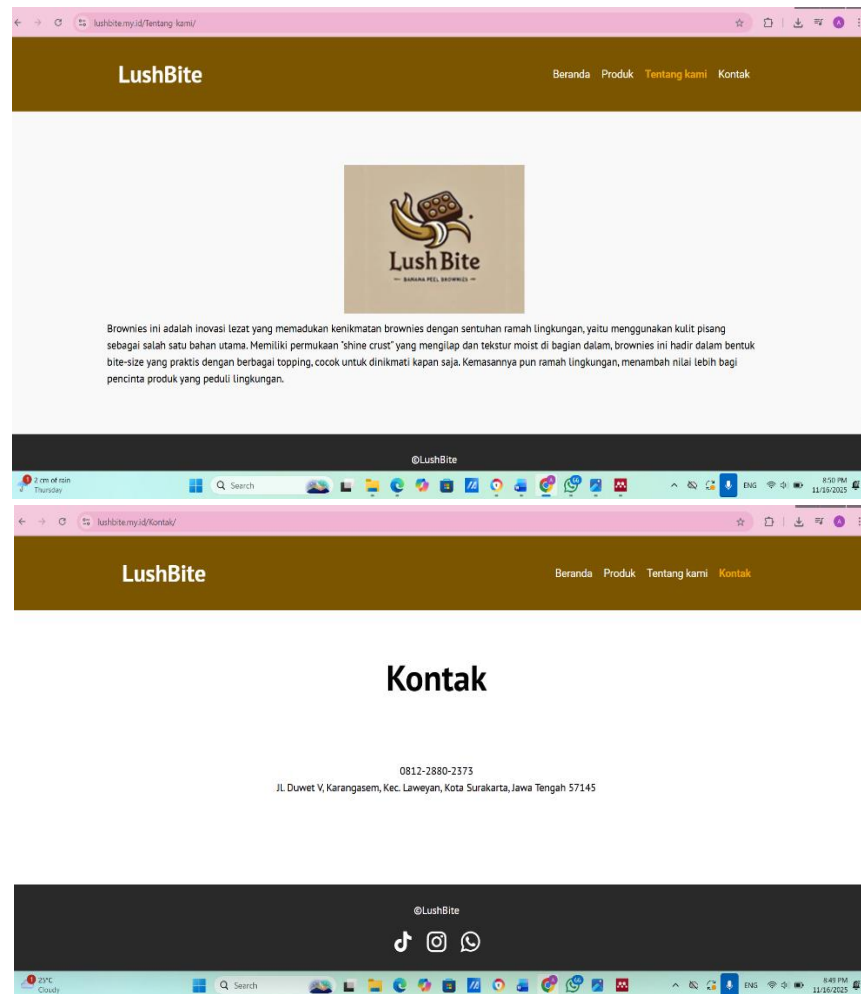 lushbite.my.id/Tentang-kami/
LushBite
Beranda Produk Tentang kami Kontak
Lush Bite
BANANA PEEL BROWNIES
Brownies ini adalah inovasi lezat yang memadukan kenikmatan brownies dengan sentuhan ramah lingkungan, yaitu menggunakan kulit pisang
sebagai salah satu bahan utama. Memiliki permukaan "shine crust" yang mengilap dan tekstur moist di bagian dalam, brownies ini hadir dalam bentuk
bite-size yang praktis dengan berbagai topping, cocok untuk dinikmati kapan saja. Kemasannya pun ramah lingkungan, menambah nilai lebih bagi
pencinta produk yang peduli lingkungan.
©LushBite
2 cm of rain
Thursday
Search
ENG
8:50 PM
11/16/2025
lushbite.my.id/Kontak/
LushBite
Beranda Produk Tentang kami Kontak
Kontak
0812-2880-2373
Jl. Duwet V, Karangasem, Kec. Laweyan, Kota Surakarta, Jawa Tengah 57145
©LushBite
23°C
Cloudy
Search
ENG
8:49 PM
11/16/2025